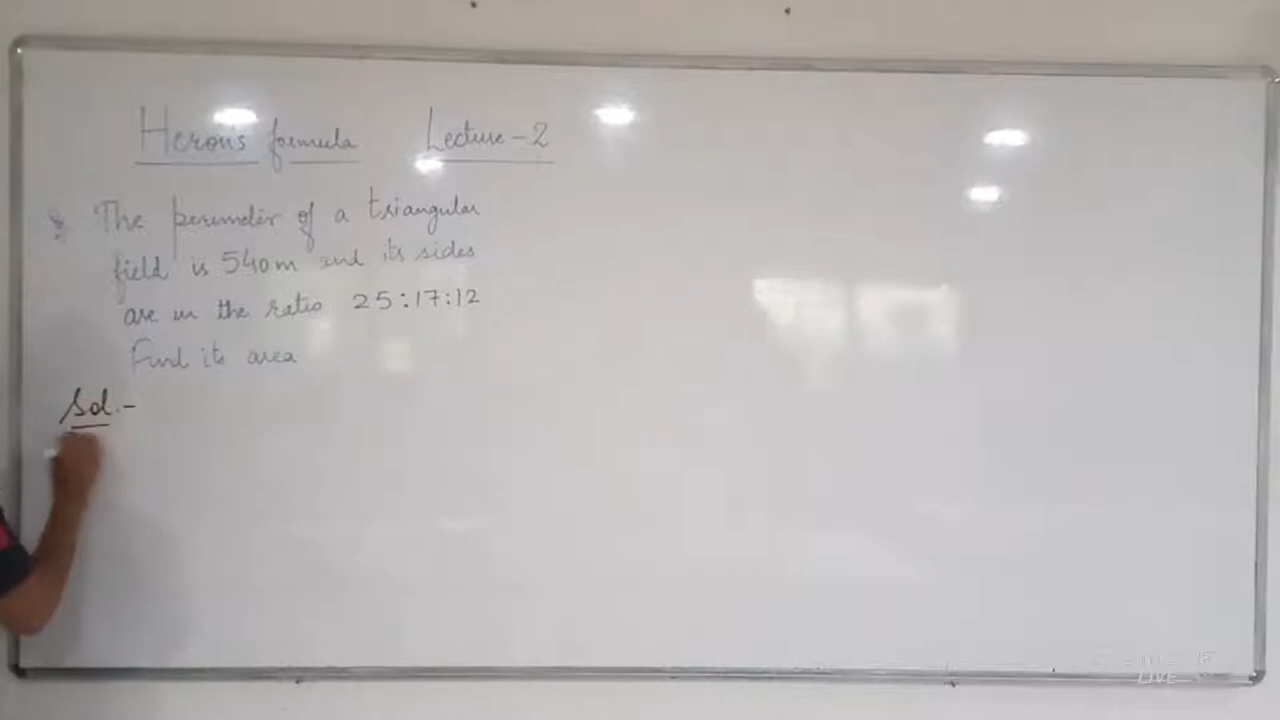 Heron's formula Lecture - 2
Q. The perimeter of a triangular
field is 540m and its sides
are in the ratio 25:17:12
Find its area
Sol.-
LIVE